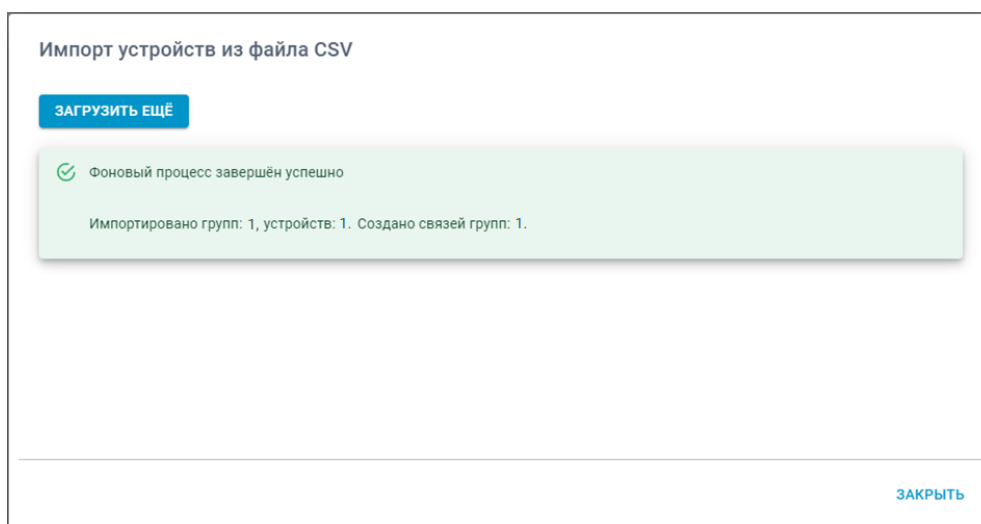 Импорт устройств из файла CSV
ЗАГРУЗИТЬ ЕЩЁ
Фоновый процесс завершён успешно
Импортировано групп: 1, устройств: 1. Создано связей групп: 1.
ЗАКРЫТЬ